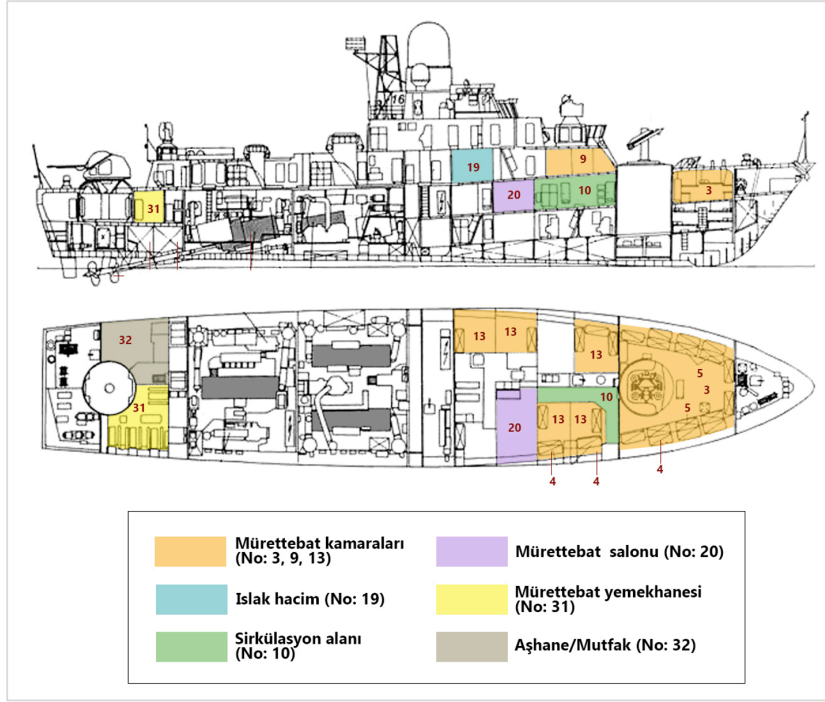 16
19
9
20
10
3
31
32
13
13
13
5
3
5
31
10
13
13
20
4
4
4
Mürettebat kamaraları
(No: 3, 9, 13)
Mürettebat salonu (No: 20)
Islak hacim (No: 19)
Mürettebat yemekhanesi
(No: 31)
Sirkülasyon alanı
(No: 10)
Aşhane/Mutfak (No: 32)